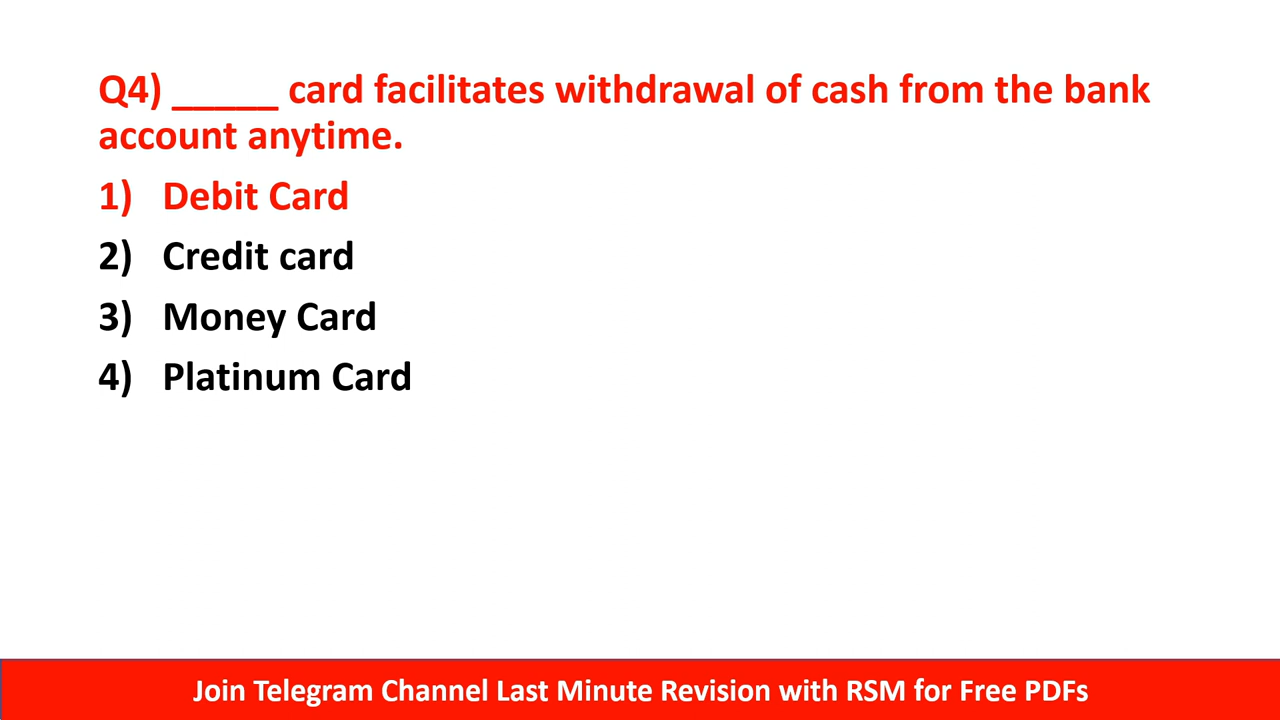 Q4) _____ card facilitates withdrawal of cash from the bank
account anytime.
1) Debit Card
2) Credit card
3) Money Card
4) Platinum Card
Join Telegram Channel Last Minute Revision with RSM for Free PDFs